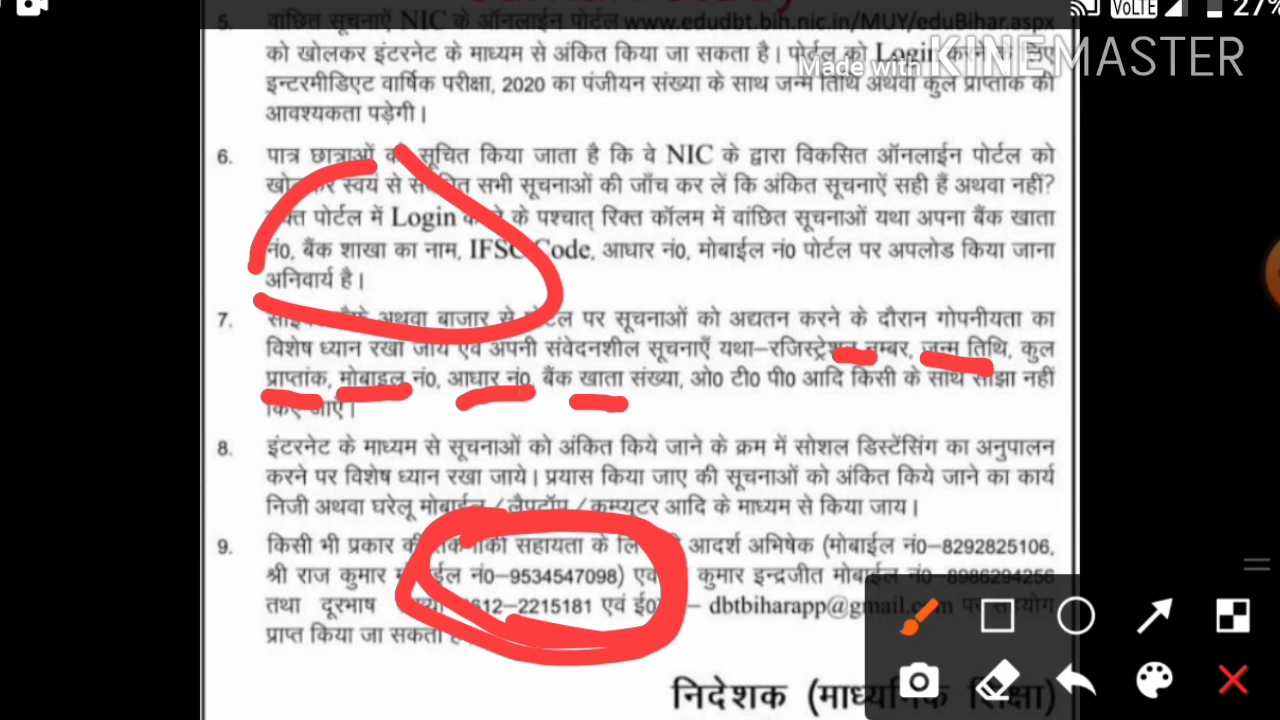 VoLTE 27%
5. वांछित सूचनाऐं NIC के ऑनलाईन पोर्टल www.edudbt.bih.nic.in/MUY/eduBihar.aspx
को खोलकर इंटरनेट के माध्यम से अंकित किया जा सकता है। पोर्टल को Login
Made with KINEMASTER
इन्टरमीडिएट वार्षिक परीक्षा, 2020 का पंजीयन संख्या के साथ जन्म तिथि अथवा कुल प्राप्तांक की
आवश्यकता पड़ेगी।
6. पात्र छात्राओं सूचित किया जाता है कि वे NIC के द्वारा विकसित ऑनलाईन पोर्टल को
स्वयं से सभी सूचनाओं की जाँच कर लें कि अंकित सूचनाऐं सही हैं अथवा नहीं?
पोर्टल में Login के पश्चात् रिक्त कॉलम में वांछित सूचनाओं यथा अपना बैंक खाता
नं0, बैंक शाखा का नाम, IFSC Code, आधार नं0, मोबाईल नं0 पोर्टल पर अपलोड किया जाना
अनिवार्य है।
7. अथवा बाजार से पर सूचनाओं को अद्यतन करने के दौरान गोपनीयता का
विशेष ध्यान रखा जाय एवं अपनी संवेदनशील सूचनाएँ यथा–रजिस्ट्रेशन नम्बर, जन्म तिथि, कुल
प्राप्तांक, मोबाइल नं0, आधार नं0, बैंक खाता संख्या, ओ0 टी0 पी0 आदि किसी के साथ साझा नहीं
किए जाएँ।
8. इंटरनेट के माध्यम से सूचनाओं को अंकित किये जाने के क्रम में सोशल डिस्टेंसिंग का अनुपालन
करने पर विशेष ध्यान रखा जाये। प्रयास किया जाए की सूचनाओं को अंकित किये जाने का कार्य
निजी अथवा घरेलू मोबाईल/लैपटॉप/कम्प्यूटर आदि के माध्यम से किया जाय।
9. किसी भी प्रकार की सहायता के आदर्श अभिषेक (मोबाईल नं0–8292825106,
श्री राज कुमार नं0–9534547098) एवं कुमार इन्द्रजीत मोबाईल नं0 8986294256
तथा दूरभाष 612–2215181 एवं – dbtbiharapp@gmail.com पर सहयोग
प्राप्त किया जा सकता
निदेशक (माध्यमिक शिक्षा)